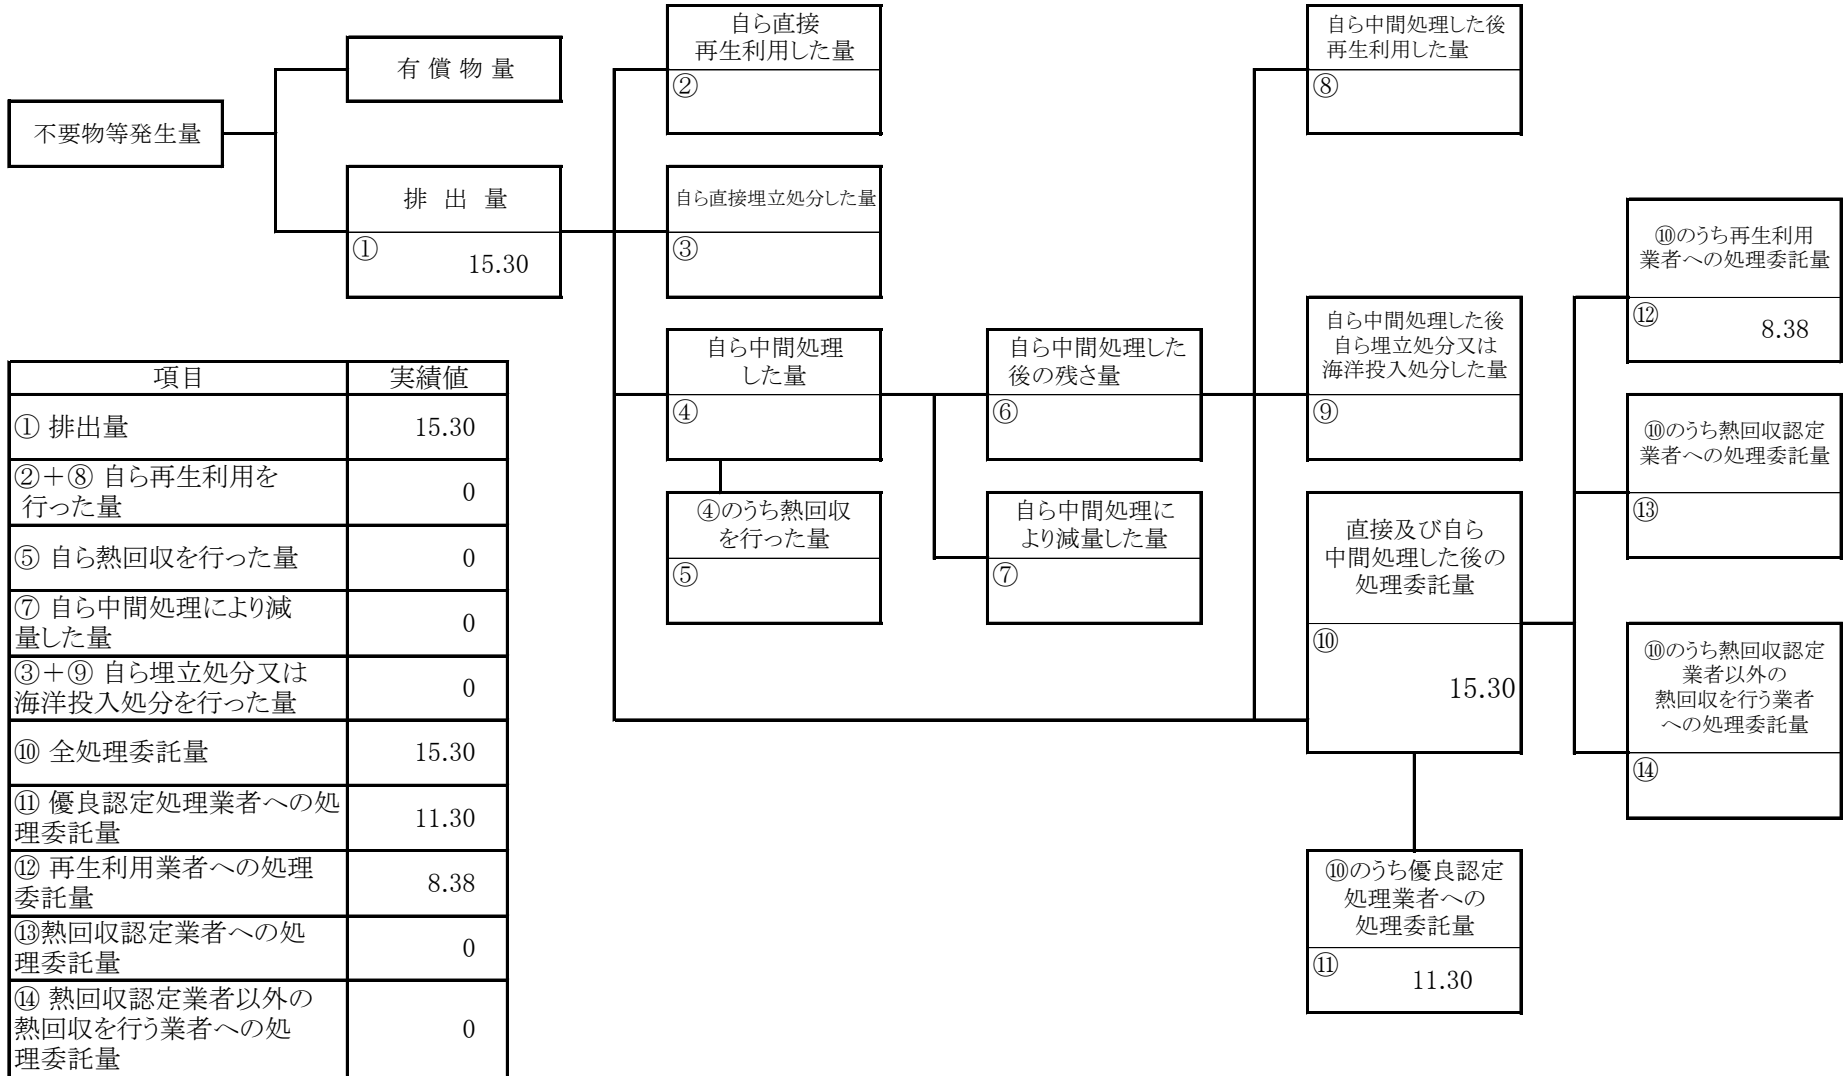 自ら直接
再生利用した量
②
自ら中間処理した後
再生利用した量
⑧
有 償 物 量
不要物等発生量
排 出 量
①
15.30
自ら直接埋立処分した量
③
⑩のうち再生利用
業者への処理委託量
⑫
8.38
自ら中間処理
した量
④
自ら中間処理した
後の残さ量
⑥
自ら中間処理した後
自ら埋立処分又は
海洋投入処分した量
⑨
⑩のうち熱回収認定
業者への処理委託量
⑬
④のうち熱回収
を行った量
⑤
自ら中間処理に
より減量した量
⑦
直接及び自ら
中間処理した後の
処理委託量
⑩
15.30
⑩のうち熱回収認定
業者以外の
熱回収を行う業者
への処理委託量
⑭
⑩のうち優良認定
処理業者への
処理委託量
⑪
11.30
項目 実績値
① 排出量 15.30
②＋⑧ 自ら再生利用を
行った量 0
⑤ 自ら熱回収を行った量 0
⑦ 自ら中間処理により減
量した量 0
③＋⑨ 自ら埋立処分又は
海洋投入処分を行った量 0
⑩ 全処理委託量 15.30
⑪ 優良認定処理業者への処
理委託量 11.30
⑫ 再生利用業者への処理
委託量 8.38
⑬熱回収認定業者への処
理委託量 0
⑭ 熱回収認定業者以外の
熱回収を行う業者への処
理委託量 0